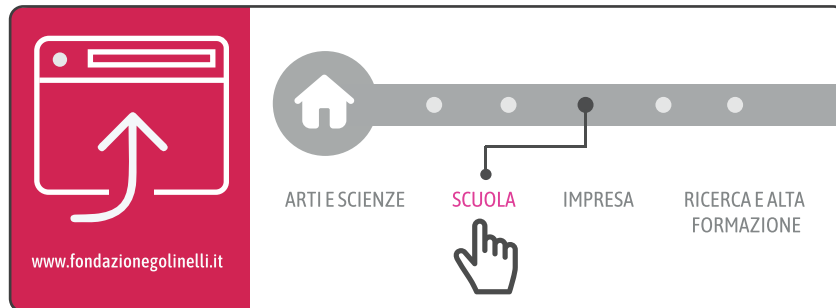 www.fondazionegolinelli.it
ARTI E SCIENZE
SCUOLA
IMPRESA
RICERCA E ALTA
FORMAZIONE